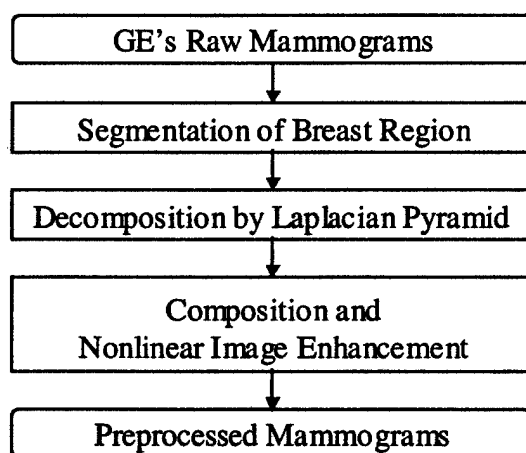 GE's Raw Mammograms
Segmentation of Breast Region
Decomposition by Laplacian Pyramid
Composition and
Nonlinear Image Enhancement
Preprocessed Mammograms